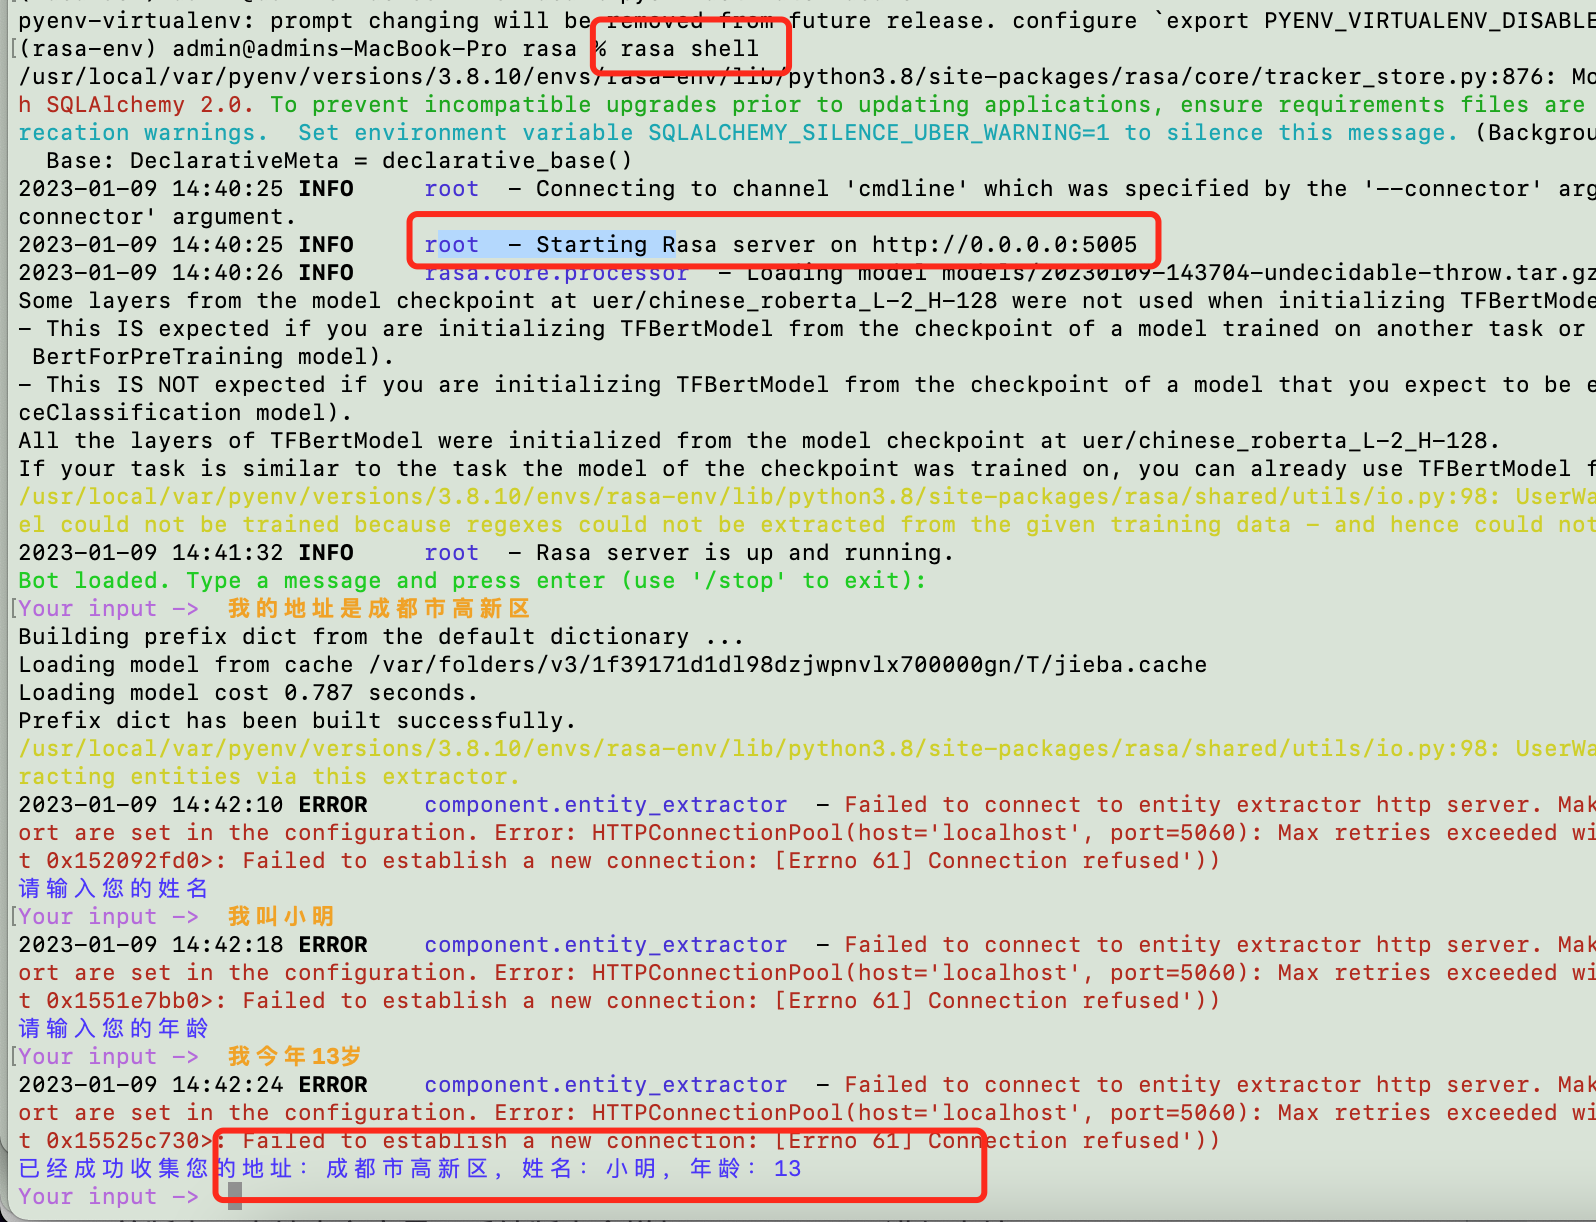 pyenv-virtualenv: prompt changing will be removed from future release. configure `export PYENV_VIRTUALENV_DISABLE
[(rasa-env) admin@admins-MacBook-Pro rasa % rasa shell
/usr/local/var/pyenv/versions/3.8.10/envs/rasa-env/lib/python3.8/site-packages/rasa/core/tracker_store.py:876: Mo
h SQLAlchemy 2.0. To prevent incompatible upgrades prior to updating applications, ensure requirements files are
recation warnings.  Set environment variable SQLALCHEMY_SILENCE_UBER_WARNING=1 to silence this message. (Backgrou
Base: DeclarativeMeta = declarative_base()
2023-01-09 14:40:25 INFO     root  - Connecting to channel 'cmdline' which was specified by the '--connector' arg
connector' argument.
2023-01-09 14:40:25 INFO     root  - Starting Rasa server on http://0.0.0.0:5005
2023-01-09 14:40:26 INFO     rasa.core.processor  - Loading model models/20230109-143704-undecidable-throw.tar.gz
Some layers from the model checkpoint at uer/chinese_roberta_L-2_H-128 were not used when initializing TFBertMode
- This IS expected if you are initializing TFBertModel from the checkpoint of a model trained on another task or
BertForPreTraining model).
- This IS NOT expected if you are initializing TFBertModel from the checkpoint of a model that you expect to be e
ceClassification model).
All the layers of TFBertModel were initialized from the model checkpoint at uer/chinese_roberta_L-2_H-128.
If your task is similar to the task the model of the checkpoint was trained on, you can already use TFBertModel f
/usr/local/var/pyenv/versions/3.8.10/envs/rasa-env/lib/python3.8/site-packages/rasa/shared/utils/io.py:98: UserWa
el could not be trained because regexes could not be extracted from the given training data - and hence could not
2023-01-09 14:41:32 INFO     root  - Rasa server is up and running.
Bot loaded. Type a message and press enter (use '/stop' to exit):
[Your input ->  我的地址是成都市高新区
Building prefix dict from the default dictionary ...
Loading model from cache /var/folders/v3/1f39171d1dl98dzjwpnvlx700000gn/T/jieba.cache
Loading model cost 0.787 seconds.
Prefix dict has been built successfully.
/usr/local/var/pyenv/versions/3.8.10/envs/rasa-env/lib/python3.8/site-packages/rasa/shared/utils/io.py:98: UserWa
racting entities via this extractor.
2023-01-09 14:42:10 ERROR    component.entity_extractor  - Failed to connect to entity extractor http server. Mak
ort are set in the configuration. Error: HTTPConnectionPool(host='localhost', port=5060): Max retries exceeded wi
t 0x152092fd0>: Failed to establish a new connection: [Errno 61] Connection refused'))
请输入您的姓名
[Your input ->  我叫小明
2023-01-09 14:42:18 ERROR    component.entity_extractor  - Failed to connect to entity extractor http server. Mak
ort are set in the configuration. Error: HTTPConnectionPool(host='localhost', port=5060): Max retries exceeded wi
t 0x1551e7bb0>: Failed to establish a new connection: [Errno 61] Connection refused'))
请输入您的年龄
[Your input ->  我今年13岁
2023-01-09 14:42:24 ERROR    component.entity_extractor  - Failed to connect to entity extractor http server. Mak
ort are set in the configuration. Error: HTTPConnectionPool(host='localhost', port=5060): Max retries exceeded wi
t 0x15525c730>: Failed to establish a new connection: [Errno 61] Connection refused'))
已经成功收集您的地址：成都市高新区，姓名：小明，年龄：13
Your input ->